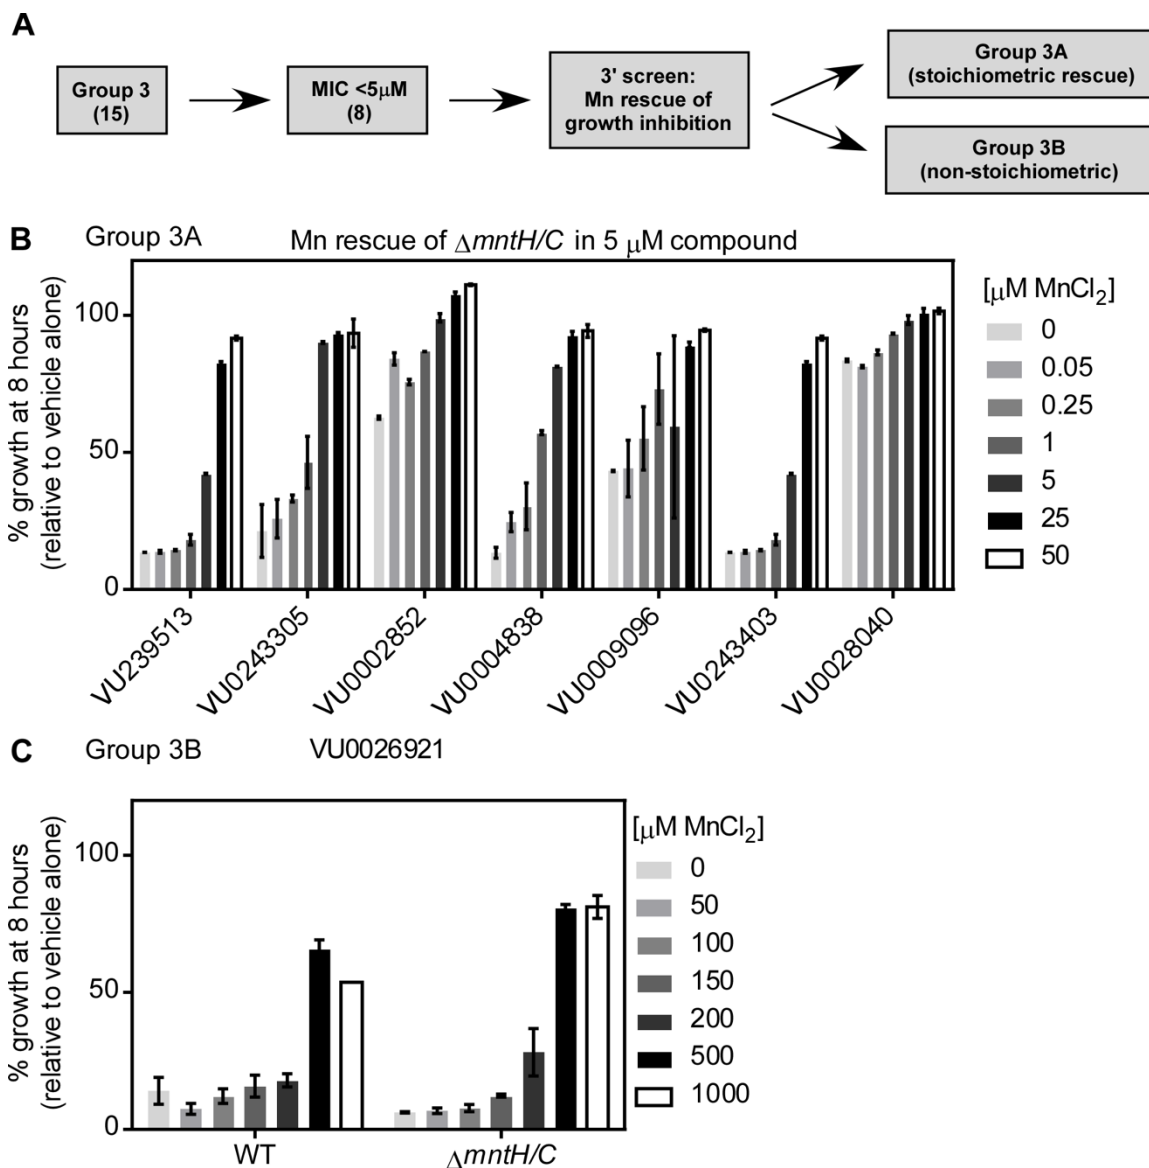 A
Group 3
(15)
MIC <5μM
(8)
3' screen:
Mn rescue of
growth inhibition
Group 3A
(stoichiometric rescue)
Group 3B
(non-stoichiometric)
B
Group 3A
Mn rescue of ΔmntH/C in 5 μM compound
% growth at 8 hours
(relative to vehicle alone)
100
50
0
VU239513
VU0243305
VU0002852
VU0004838
VU0009096
VU0243403
VU0028040
[μM MnCl2]
0
0.05
0.25
1
5
25
50
C
Group 3B
VU0026921
% growth at 8 hours
(relative to vehicle alone)
100
50
0
WT
ΔmntH/C
[μM MnCl2]
0
50
100
150
200
500
1000